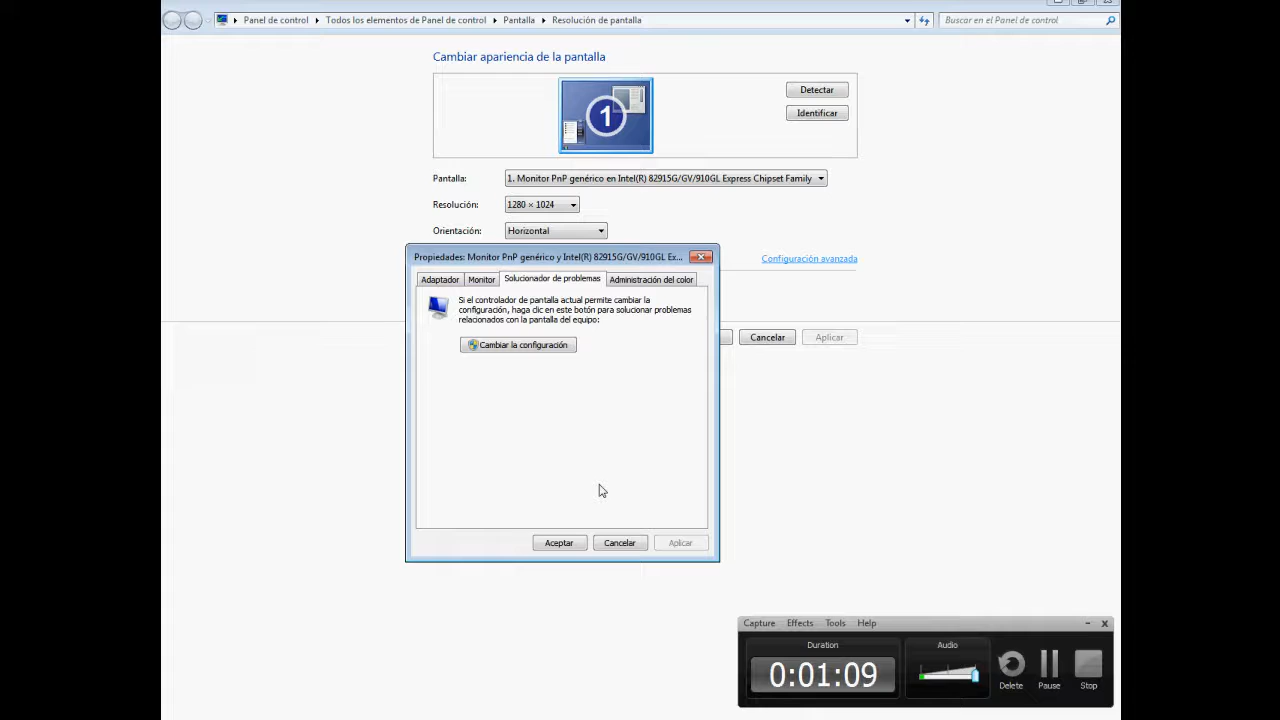 Panel de control
Todos los elementos de Panel de control
Pantalla
Resolución de pantalla
Buscar en el Panel de control
Cambiar apariencia de la pantalla
1
Detectar
Identificar
Pantalla:
1. Monitor PnP genérico en Intel(R) 82915G/GV/910GL Express Chipset Family
Resolución:
1280 × 1024
Orientación:
Horizontal
Configuración avanzada
Cancelar
Aplicar
Propiedades: Monitor PnP genérico y Intel(R) 82915G/GV/910GL Ex...
Adaptador
Monitor
Solucionador de problemas
Administración del color
Si el controlador de pantalla actual permite cambiar la
configuración, haga clic en este botón para solucionar problemas
relacionados con la pantalla del equipo:
Cambiar la configuración
Aceptar
Cancelar
Aplicar
Capture
Effects
Tools
Help
Duration
0:01:09
Audio
Delete
Pause
Stop